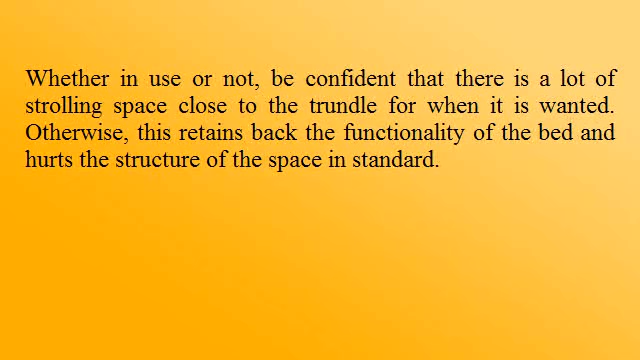 Whether in use or not, be confident that there is a lot of
strolling space close to the trundle for when it is wanted.
Otherwise, this retains back the functionality of the bed and
hurts the structure of the space in standard.